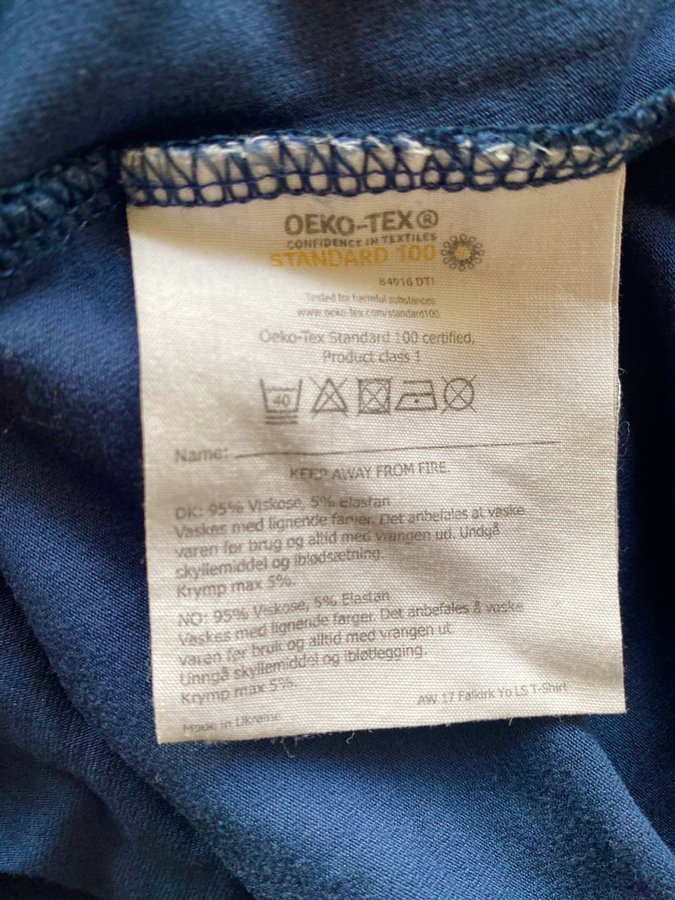 OEKO-TEX®
CONFIDENCE IN TEXTILES
STANDARD 100
84916 DTI
Tested for harmful substances
www.oeko-tex.com/standard100
Oeko-Tex Standard 100 certified,
Product class 1
40
Name:
KEEP AWAY FROM FIRE.
DK: 95% Viskose, 5% Elastan
Vaskes med lignende farver. Det anbefales at vaske
varen før brug og altid med vrangen ud. Undgå
skyllemiddel og iblødsætning.
Krymp max 5%.
NO: 95% Viskose, 5% Elastan
Vaskes med lignende farger. Det anbefales å vaske
varen før bruk og altid med vrangen ut.
Unngå skyllemiddel og ibløtlegging.
Krymp max 5%.
AW 17 Falkirk Yo LS T-Shirt
Made in Ukraine